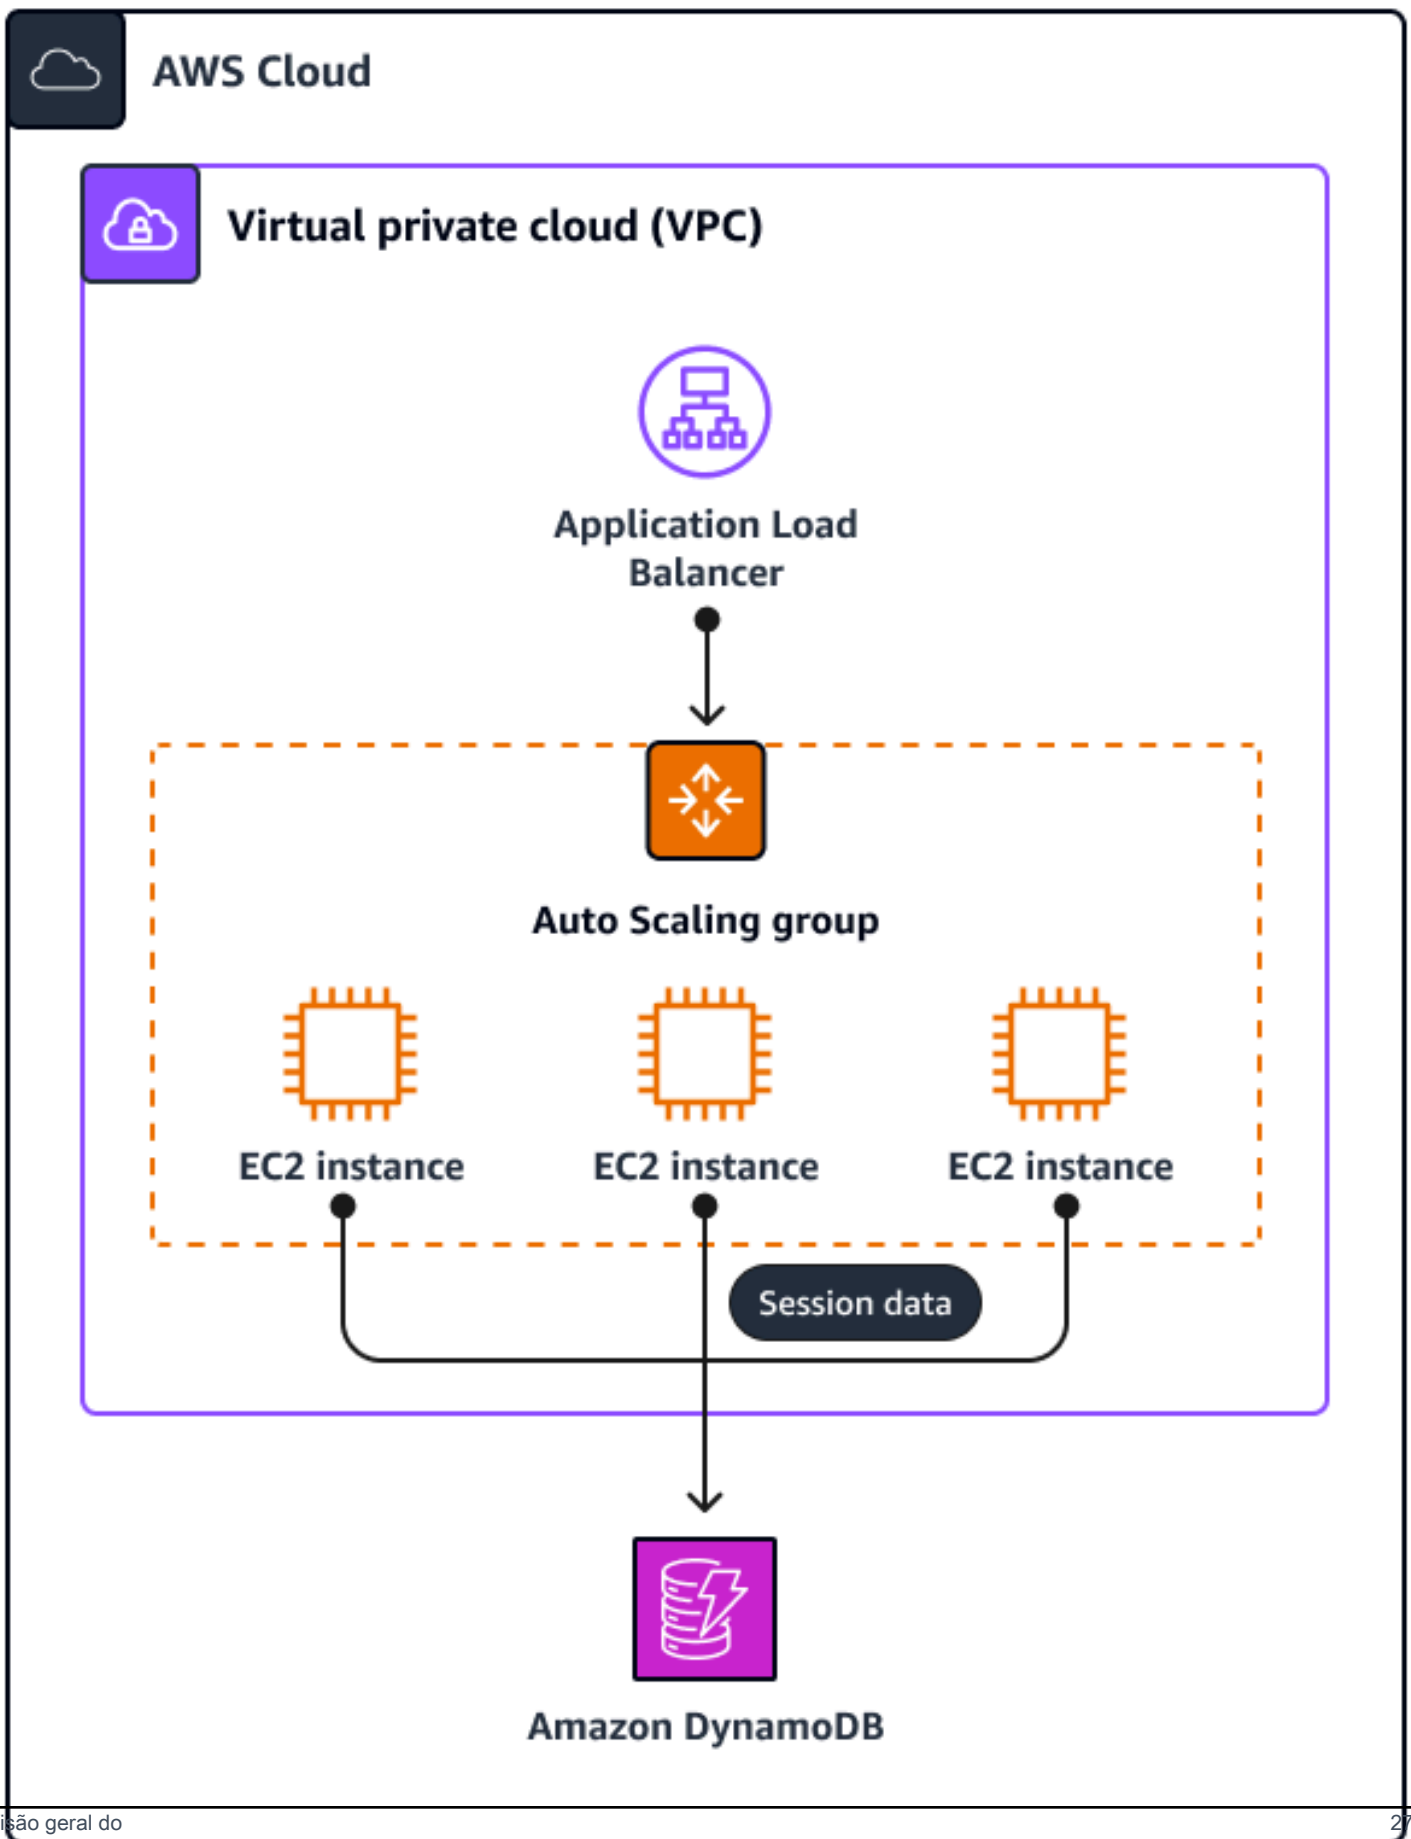 AWS Cloud
Virtual private cloud (VPC)
Application Load
Balancer
Auto Scaling group
EC2 instance EC2 instance EC2 instance
Session data
Amazon DynamoDB
isão geral do 27